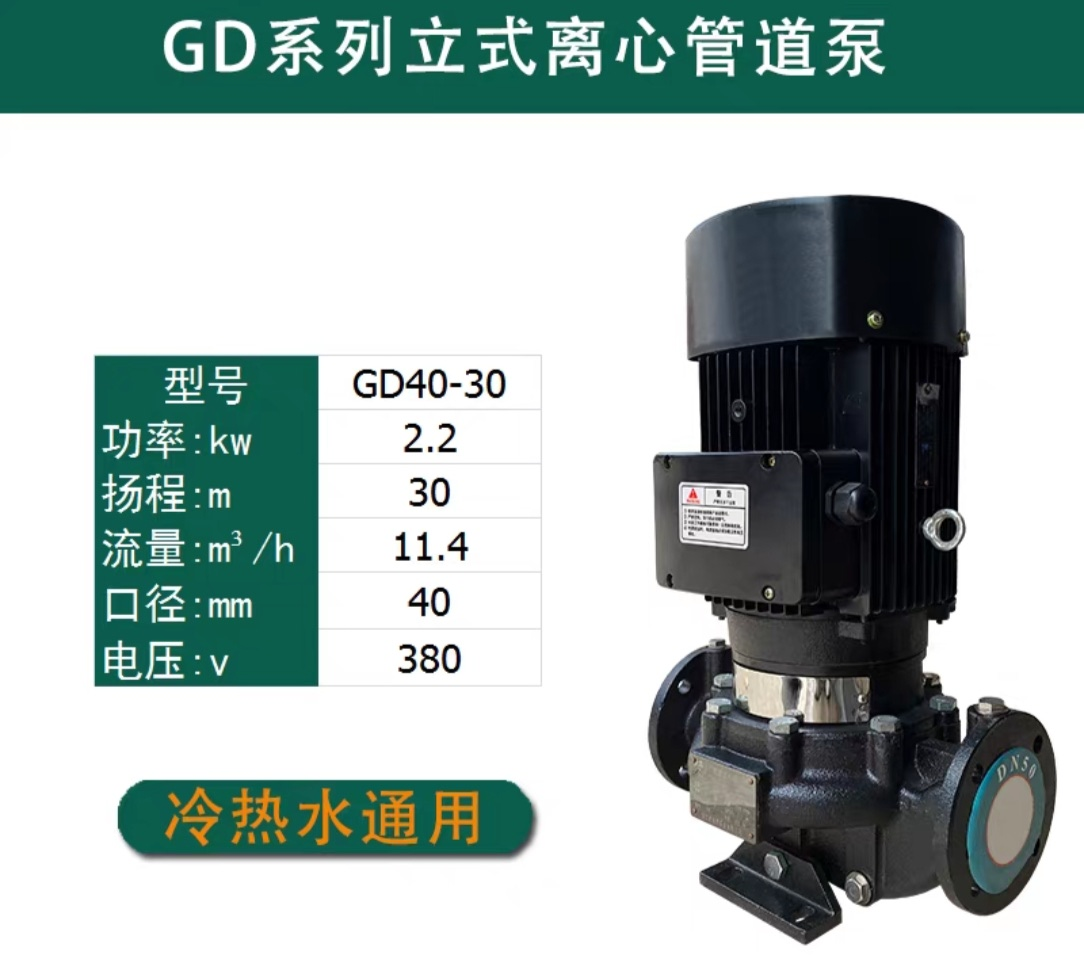 GD系列立式离心管道泵
型号 GD40-30
功率:kw 2.2
扬程:m 30
流量:m³/h 11.4
口径:mm 40
电压:v 380
冷热水通用
警告
DN50